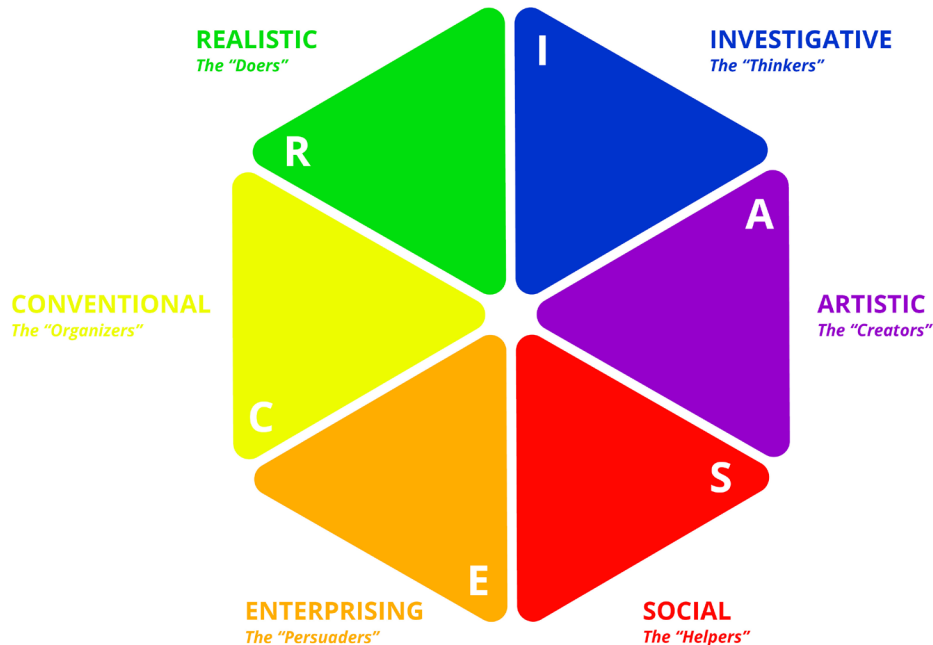 REALISTIC
The “Doers”
INVESTIGATIVE
The “Thinkers”
I
R
A
CONVENTIONAL
The “Organizers”
ARTISTIC
The “Creators”
C
S
E
ENTERPRISING
The “Persuaders”
SOCIAL
The “Helpers”